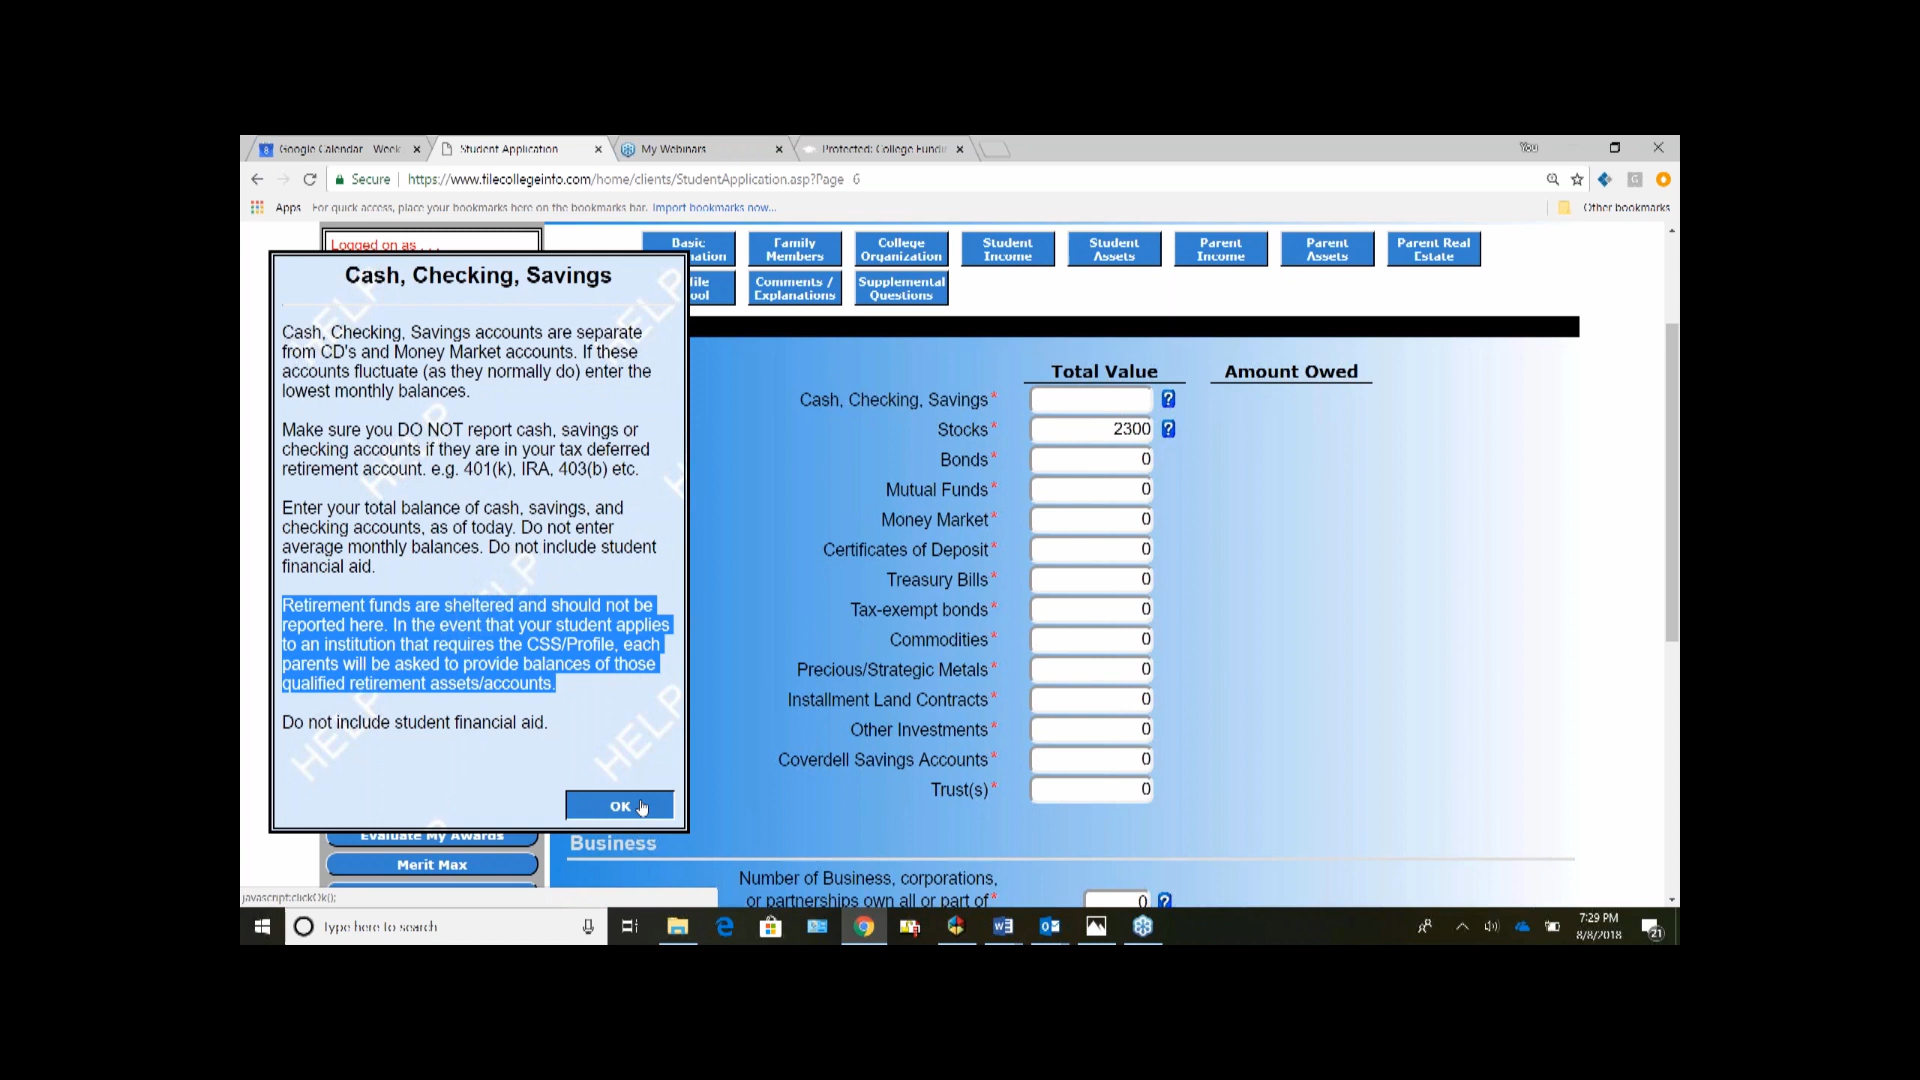 Google Calendar Week
Student Application
My Webinars
Protected: College Fundi
You
Secure
https://www.filecollegeinfo.com/home/clients/StudentApplication.asp?Page 6
Apps
For quick access, place your bookmarks here on the bookmarks bar. Import bookmarks now...
Other bookmarks
Logged on as . . .
Basic
mation
Family
Members
College
Organization
Student
Income
Student
Assets
Parent
Income
Parent
Assets
Parent Real
Estate
file
ool
Comments /
Explanations
Supplemental
Questions
Cash, Checking, Savings
Cash, Checking, Savings accounts are separate
from CD's and Money Market accounts. If these
accounts fluctuate (as they normally do) enter the
lowest monthly balances.
Make sure you DO NOT report cash, savings or
checking accounts if they are in your tax deferred
retirement account. e.g. 401(k), IRA, 403(b) etc.
Enter your total balance of cash, savings, and
checking accounts, as of today. Do not enter
average monthly balances. Do not include student
financial aid.
Retirement funds are sheltered and should not be
reported here. In the event that your student applies
to an institution that requires the CSS/Profile, each
parents will be asked to provide balances of those
qualified retirement assets/accounts.
Do not include student financial aid.
OK
HELP
HELP
HELP
HELP
HELP
HELP
Total Value Amount Owed
Cash, Checking, Savings* ?
Stocks* 2300 ?
Bonds* 0
Mutual Funds* 0
Money Market* 0
Certificates of Deposit* 0
Treasury Bills* 0
Tax-exempt bonds* 0
Commodities* 0
Precious/Strategic Metals* 0
Installment Land Contracts* 0
Other Investments* 0
Coverdell Savings Accounts* 0
Trust(s)* 0
Evaluate My Awards
Merit Max
Business
Number of Business, corporations,
or partnerships own all or part of* 0 ?
javascript:clickOk();
Type here to search
7:29 PM
8/8/2018
21